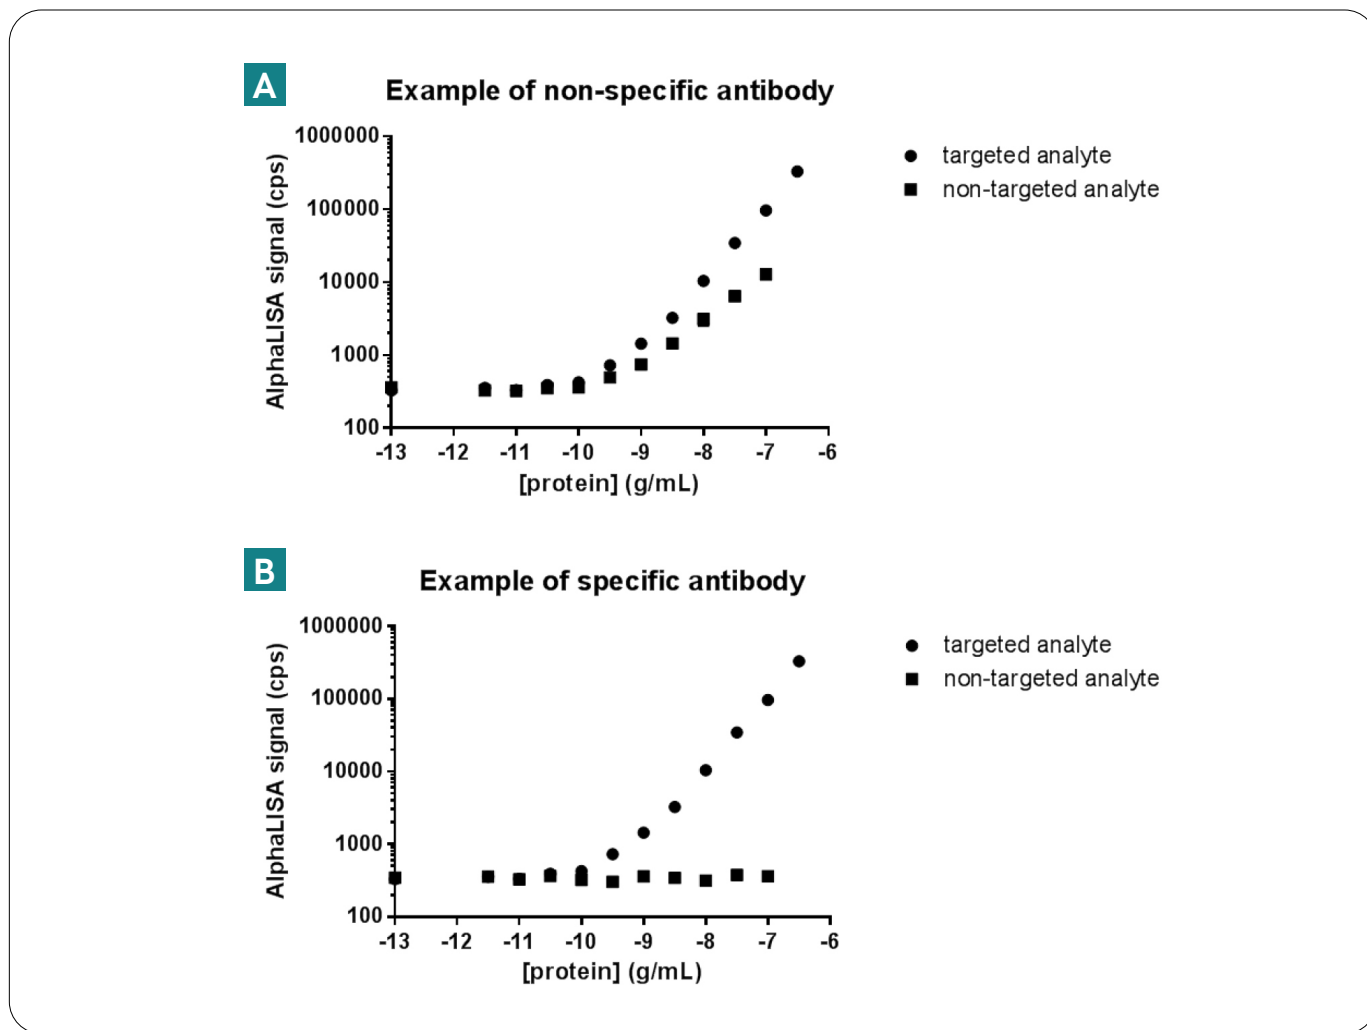 A
Example of non-specific antibody
AlphaLISA signal (cps)
1000000
100000
10000
1000
100
-13 -12 -11 -10 -9 -8 -7 -6
[protein] (g/mL)
targeted analyte
non-targeted analyte
B
Example of specific antibody
AlphaLISA signal (cps)
1000000
100000
10000
1000
100
-13 -12 -11 -10 -9 -8 -7 -6
[protein] (g/mL)
targeted analyte
non-targeted analyte